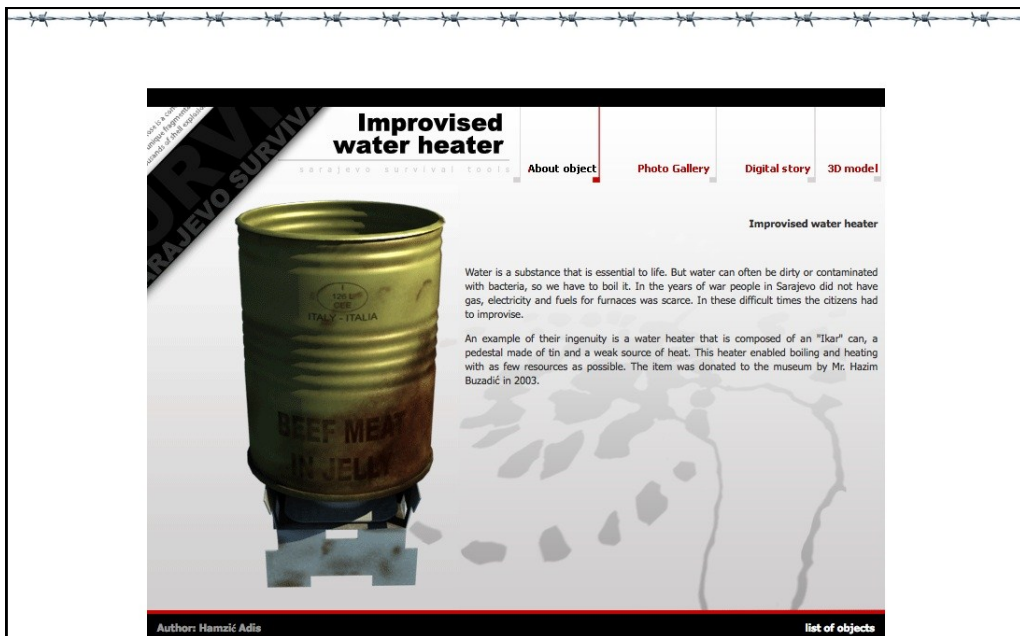 unique fragment
SURVIV
SARAJEVO SURVIVA
Improvised
water heater
sarajevo survival tools
About object
Photo Gallery
Digital story
3D model
Improvised water heater
Water is a substance that is essential to life. But water can often be dirty or contaminated
with bacteria, so we have to boil it. In the years of war people in Sarajevo did not have
gas, electricity and fuels for furnaces was scarce. In these difficult times the citizens had
to improvise.
An example of their ingenuity is a water heater that is composed of an "Ikar" can, a
pedestal made of tin and a weak source of heat. This heater enabled boiling and heating
with as few resources as possible. The item was donated to the museum by Mr. Hazim
Buzadić in 2003.
ITALY - ITALIA
BEEF MEAT
IN JELLY
Author: Hamzić Adis
list of objects